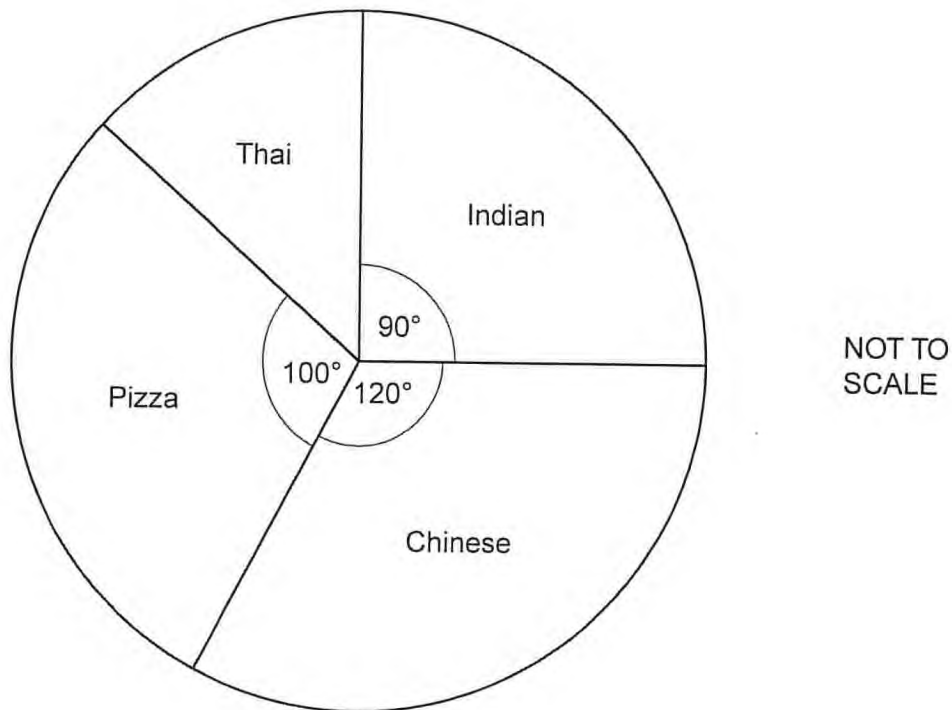 Thai
Indian
90°
100°
120°
Pizza
Chinese
NOT TO
SCALE